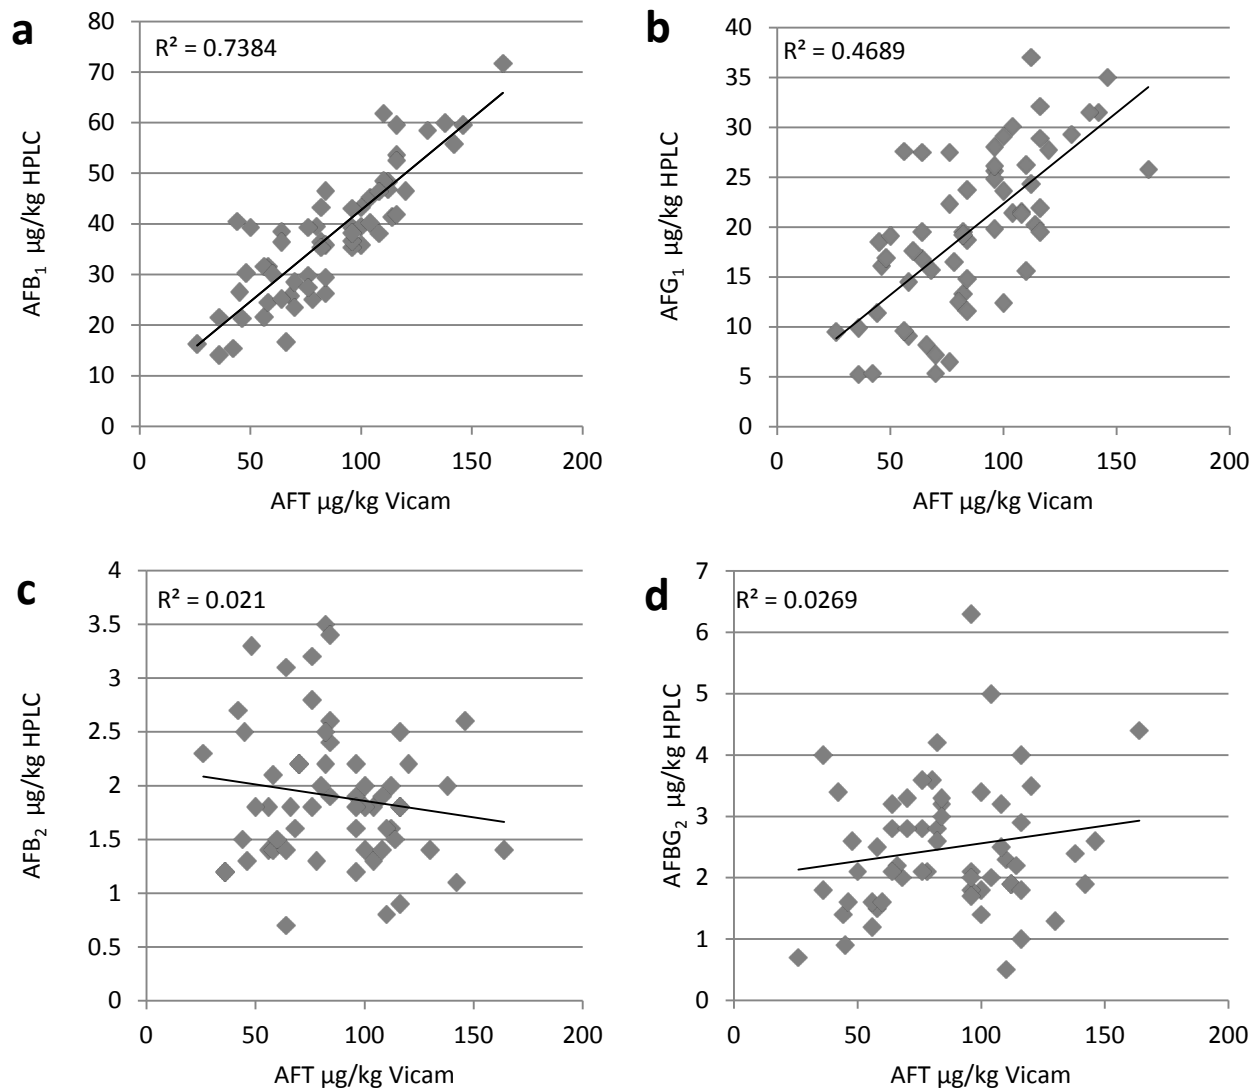 a
R² = 0.7384
AFB₁ µg/kg HPLC
80
70
60
50
40
30
20
10
0
0 50 100 150 200
AFT µg/kg Vicam
b
R² = 0.4689
AFG₁ µg/kg HPLC
40
35
30
25
20
15
10
5
0
0 50 100 150 200
AFT µg/kg Vicam
c
R² = 0.021
AFB₂ µg/kg HPLC
4
3.5
3
2.5
2
1.5
1
0.5
0
0 50 100 150 200
AFT µg/kg Vicam
d
R² = 0.0269
AFBG₂ µg/kg HPLC
7
6
5
4
3
2
1
0
0 50 100 150 200
AFT µg/kg Vicam